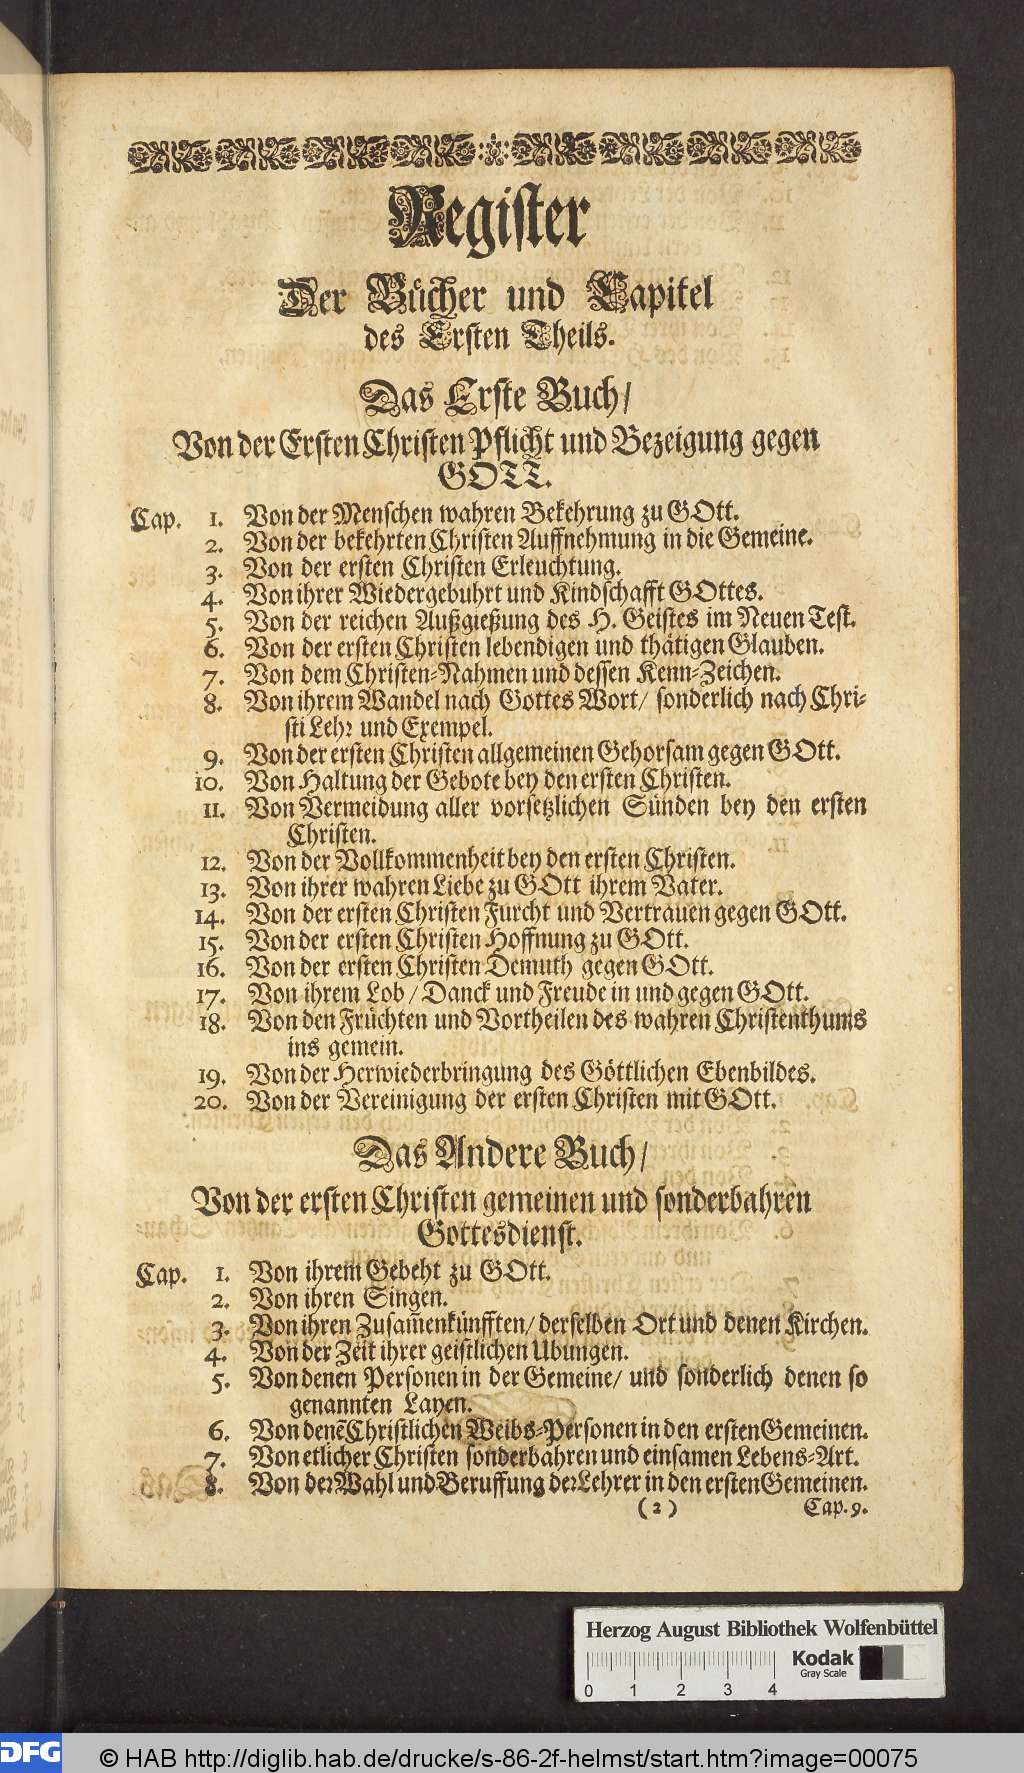 Register
Der Bücher und Capitel
des Ersten Theils.
Das Erste Buch/
Von der Ersten Christen Pflicht und Bezeigung gegen
GOTT.
Cap. 1. Von der Menschen wahren Bekehrung zu GOtt.
2. Von der bekehrten Christen Auffnehmung in die Gemeine.
3. Von der ersten Christen Erleuchtung.
4. Von ihrer Wiedergebuhrt und Kindschafft GOttes.
5. Von der reichen Außgießung des H. Geistes im Neuen Test.
6. Von der ersten Christen lebendigen und thätigen Glauben.
7. Von dem Christen-Nahmen und dessen Kenn-Zeichen.
8. Von ihrem Wandel nach Gottes Wort/ sonderlich nach Chri-
sti Lehr und Exempel.
9. Von der ersten Christen allgemeinen Gehorsam gegen GOtt.
10. Von Haltung der Gebote bey den ersten Christen.
11. Von Vermeidung aller vorsetzlichen Sünden bey den ersten
Christen.
12. Von der Vollkommenheit bey den ersten Christen.
13. Von ihrer wahren Liebe zu GOtt ihrem Vater.
14. Von der ersten Christen Furcht und Vertrauen gegen GOtt.
15. Von der ersten Christen Hoffnung zu GOtt.
16. Von der ersten Christen Demuth gegen GOtt.
17. Von ihrem Lob/ Danck und Freude in und gegen GOtt.
18. Von den Früchten und Vortheilen des wahren Christenthums
ins gemein.
19. Von der Herwiederbringung des Göttlichen Ebenbildes.
20. Von der Vereinigung der ersten Christen mit GOtt.
Das Andere Buch/
Von der ersten Christen gemeinen und sonderbahren
Gottesdienst.
Cap. 1. Von ihrem Gebeht zu GOtt.
2. Von ihren Singen.
3. Von ihren Zusam̃enkünfften/ derselben Ort und denen Kirchen.
4. Von der Zeit ihrer geistlichen Ubungen.
5. Von denen Personen in der Gemeine/ und sonderlich denen so
genannten Layen.
6. Von denẽ Christlichen Weibs-Personen in den ersten Gemeinen.
7. Von etlicher Christen sonderbahren und einsamen Lebens-Art.
8. Von der Wahl und Beruffung der Lehrer in den ersten Gemeinen.
(2) Cap. 9.
Herzog August Bibliothek Wolfenbüttel
Kodak
Gray Scale
0 1 2 3 4
DFG © HAB http://diglib.hab.de/drucke/s-86-2f-helmst/start.htm?image=00075